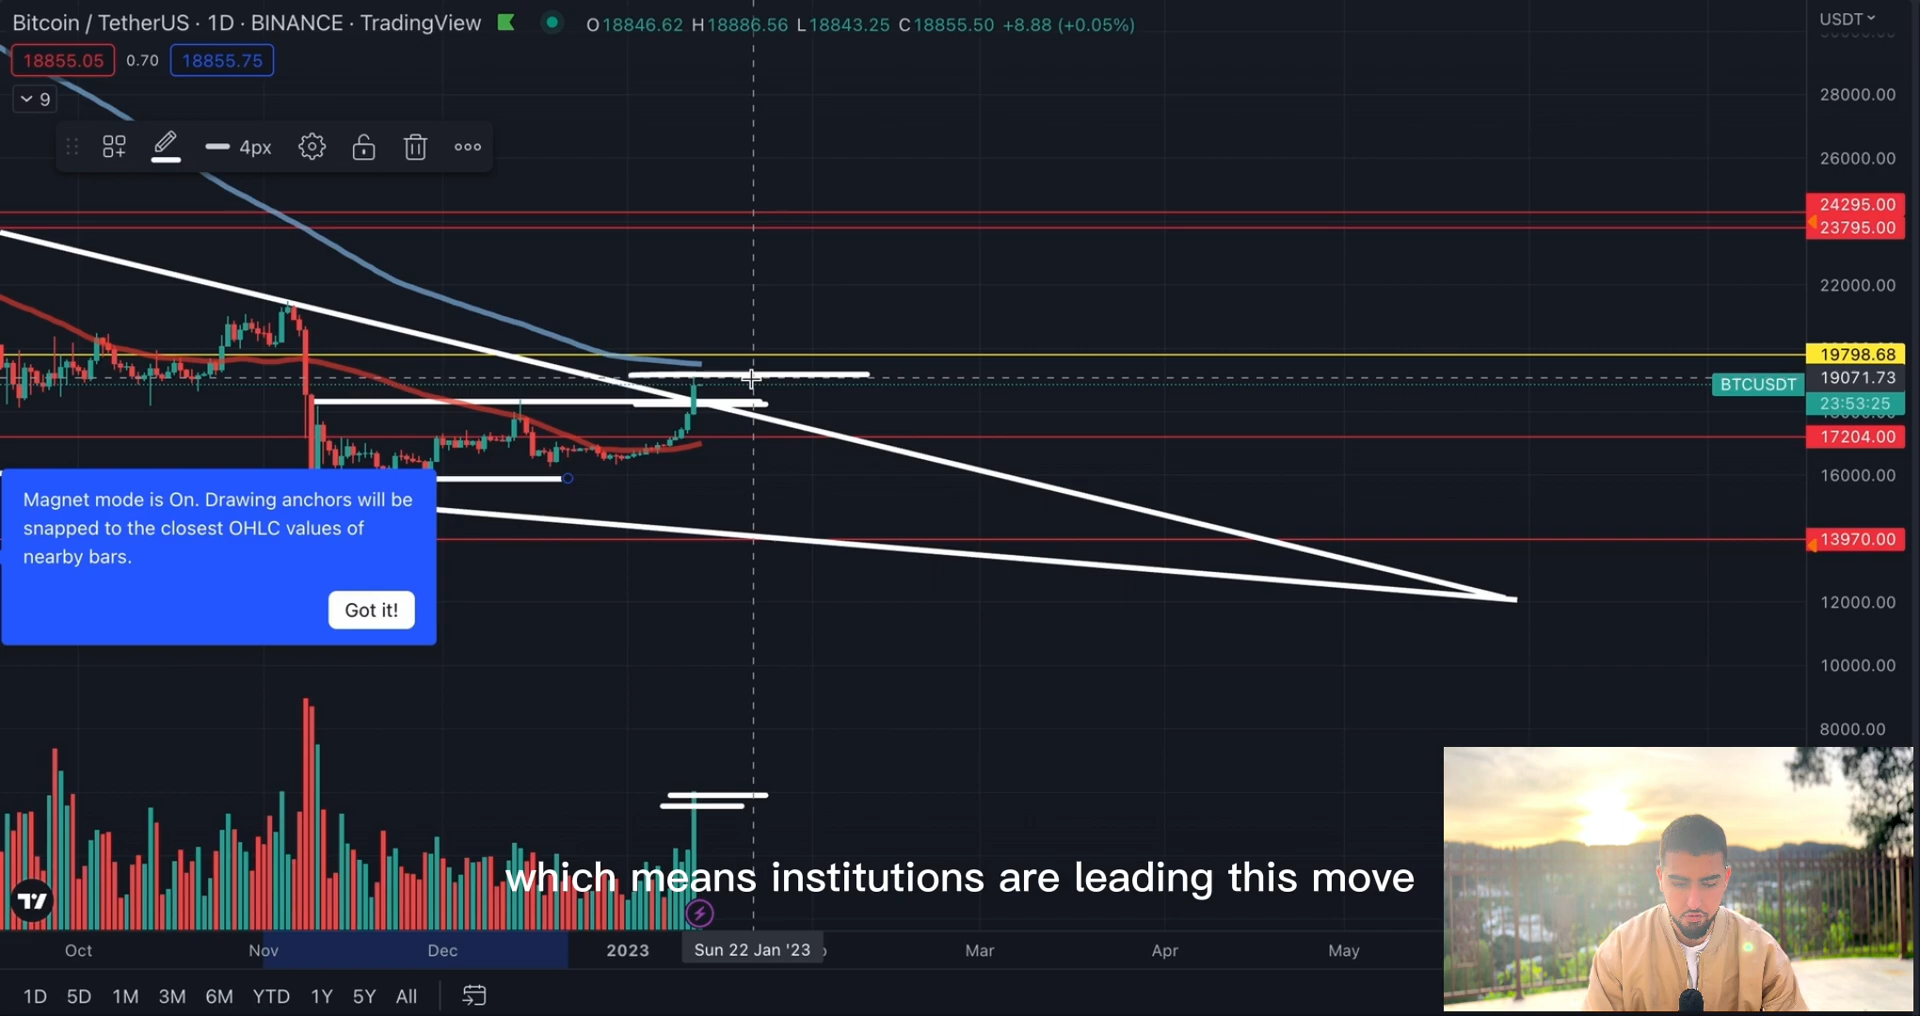 Bitcoin / TetherUS · 1D · BINANCE · TradingView
O18846.62 H18886.56 L18843.25 C18855.50 +8.88 (+0.05%)
USDT
18855.05 0.70 18855.75
9
4px
28000.00
26000.00
24295.00
23795.00
22000.00
19798.68
19071.73
BTCUSDT
23:53:25
17204.00
16000.00
13970.00
12000.00
10000.00
8000.00
Magnet mode is On. Drawing anchors will be
snapped to the closest OHLC values of
nearby bars.
Got it!
which means institutions are leading this move
Oct Nov Dec 2023 Sun 22 Jan '23 Mar Apr May
1D 5D 1M 3M 6M YTD 1Y 5Y All